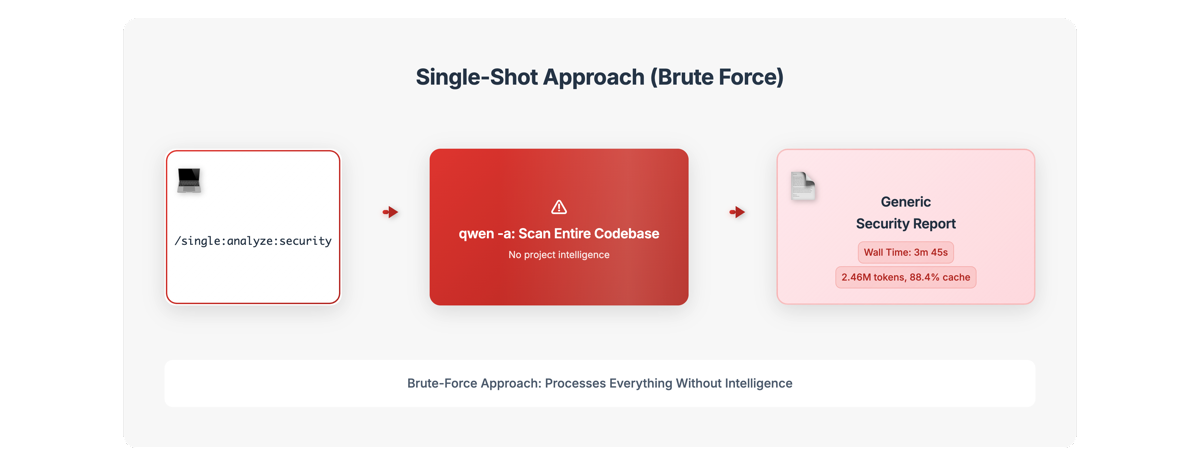 Single-Shot Approach (Brute Force)
/single:analyze:security
qwen -a: Scan Entire Codebase
No project intelligence
Generic
Security Report
Wall Time: 3m 45s
2.46M tokens, 88.4% cache
Brute-Force Approach: Processes Everything Without Intelligence